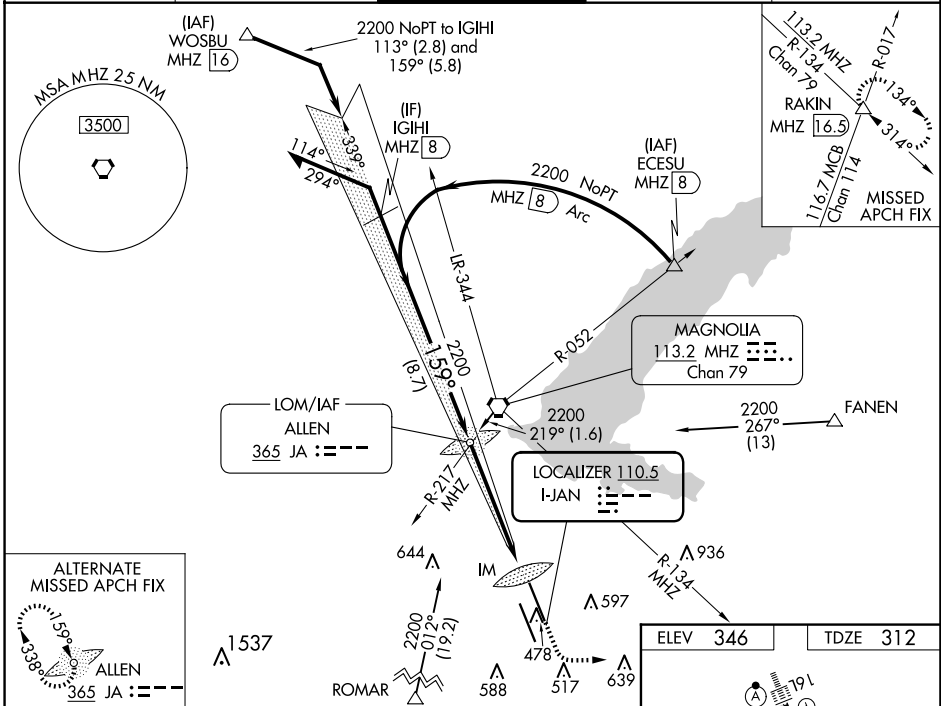 (IAF)
WOSBU
MHZ 16
2200 NoPT to IGIHI
113° (2.8) and
159° (5.8)
MSA MHZ 25 NM
3500
(IF)
IGIHI
MHZ 8
339°
114°
294°
2200 NoPT
MHZ 8 Arc
(IAF)
ECESU
MHZ 8
113.2 MHZ
R-134
Chan 79
R-017
134°
314°
RAKIN
MHZ 16.5
116.7 MCB
Chan 114
MISSED
APCH FIX
LR-344
R-052
2200
159°
(8.7)
MAGNOLIA
113.2 MHZ
Chan 79
LOM/IAF
ALLEN
365 JA
2200
219° (1.6)
2200
267°
(13)
FANEN
R-217
MHZ
LOCALIZER 110.5
I-JAN
R-134
MHZ
644
IM
936
597
ALTERNATE
MISSED APCH FIX
159°
338°
ALLEN
365 JA
1537
2200
012°
(19.2)
ROMAR
478
588
517
639
ELEV 346
TDZE 312
A
16L